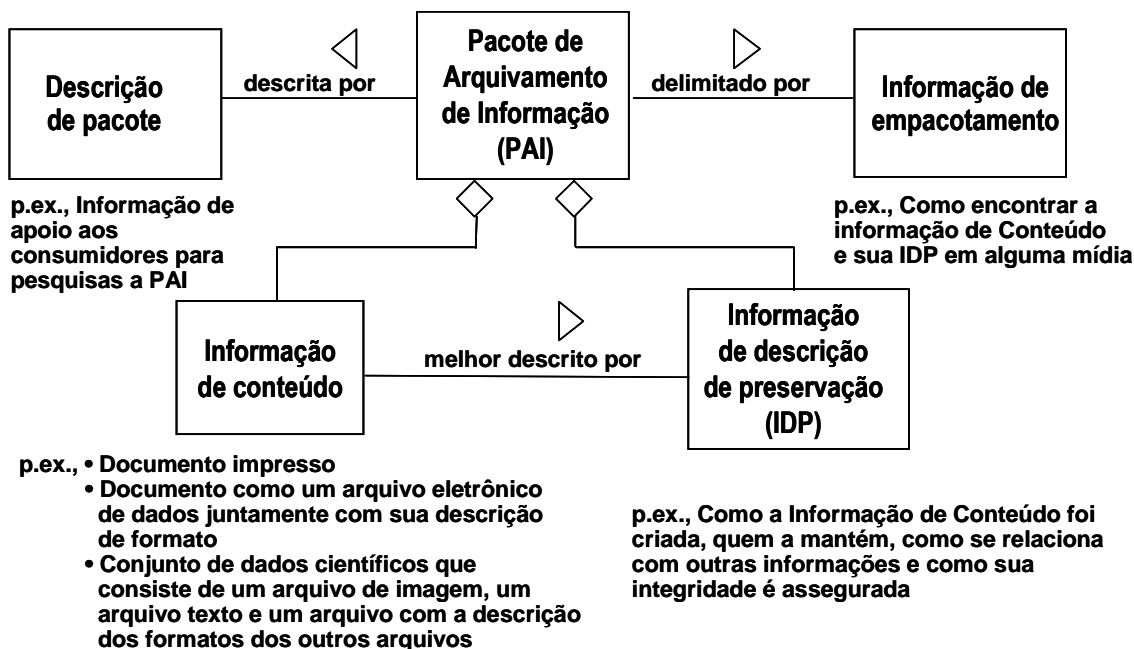 Descrição
de pacote
descrita por
Pacote de
Arquivamento
de Informação
(PAI)
delimitado por
Informação de
empacotamento
p.ex., Informação de
apoio aos
consumidores para
pesquisas a PAI
p.ex., Como encontrar a
informação de Conteúdo
e sua IDP em alguma mídia
Informação
de conteúdo
melhor descrito por
Informação
de descrição
de preservação
(IDP)
p.ex., • Documento impresso
• Documento como um arquivo eletrônico
de dados juntamente com sua descrição
de formato
• Conjunto de dados científicos que
consiste de um arquivo de imagem, um
arquivo texto e um arquivo com a descrição
dos formatos dos outros arquivos
p.ex., Como a Informação de Conteúdo foi
criada, quem a mantém, como se relaciona
com outras informações e como sua
integridade é assegurada